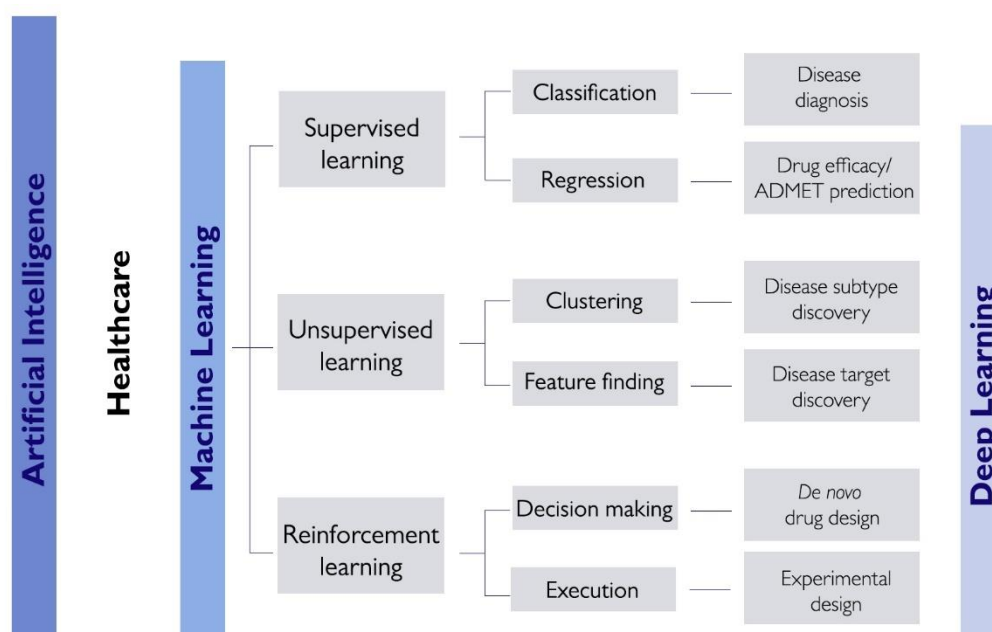 Artificial Intelligence
Healthcare
Machine Learning
Supervised
learning
Classification
Disease
diagnosis
Regression
Drug efficacy/
ADMET prediction
Unsupervised
learning
Clustering
Disease subtype
discovery
Feature finding
Disease target
discovery
Reinforcement
learning
Decision making
De novo
drug design
Execution
Experimental
design
Deep Learning